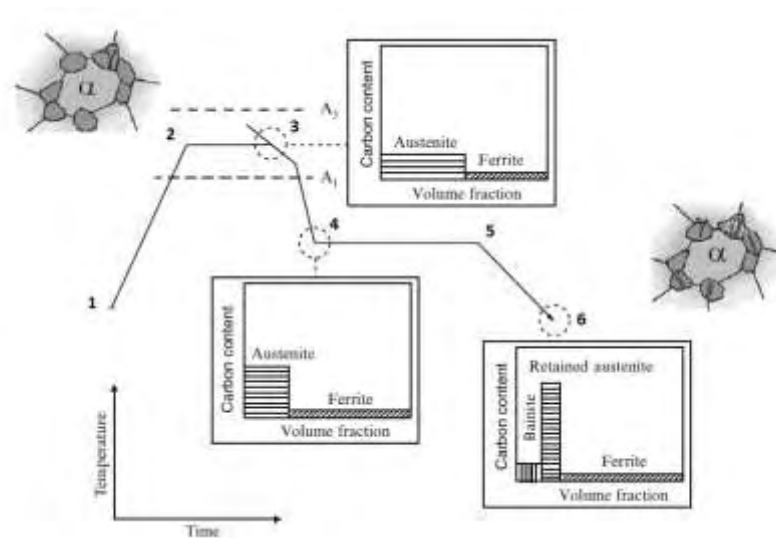 α
A₃
2
3
A₁
4
5
1
6
Carbon content
Austenite
Ferrite
Volume fraction
Carbon content
Austenite
Ferrite
Volume fraction
α
Carbon content
Retained austenite
Bainite
Ferrite
Volume fraction
Temperature
Time